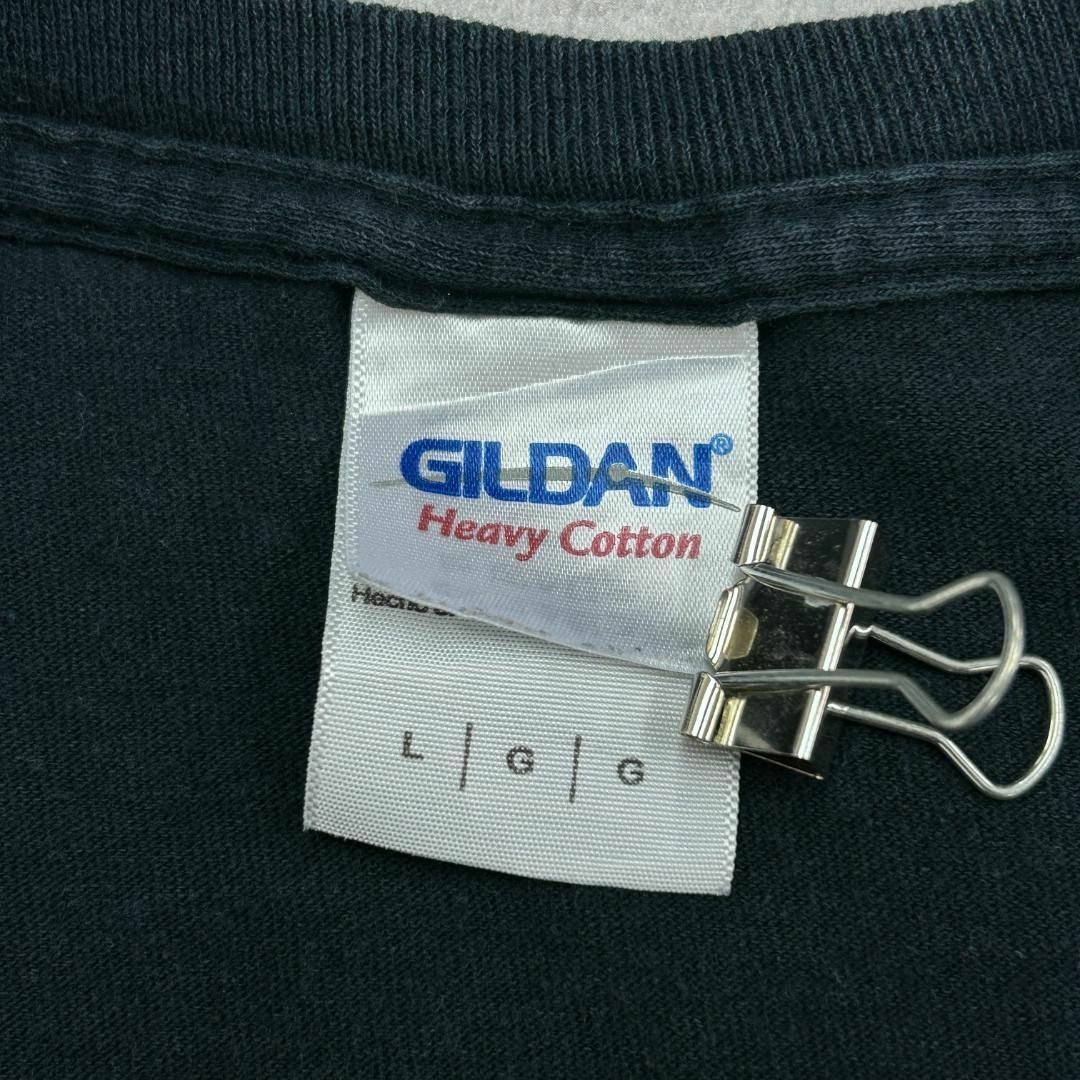 GILDAN®
Heavy Cotton
L | G | G